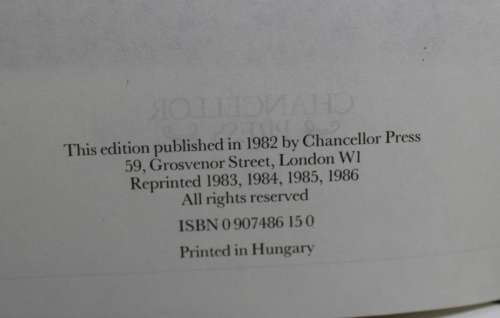 This edition published in 1982 by Chancellor Press
59, Grosvenor Street, London W1
Reprinted 1983, 1984, 1985, 1986
All rights reserved
ISBN 0 907486 15 0
Printed in Hungary